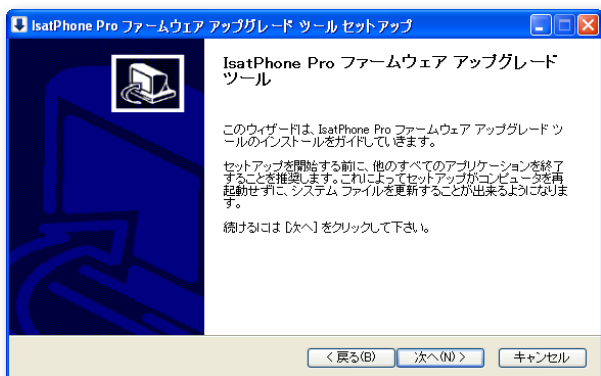 IsatPhone Pro ファームウェア アップグレード ツール セットアップ
IsatPhone Pro ファームウェア アップグレード
ツール
このウィザードは、IsatPhone Pro ファームウェア アップグレード ツ
ールのインストールをガイドしていきます。
セットアップを開始する前に、他のすべてのアプリケーションを終了
することを推奨します。これによってセットアップがコンピュータを再
起動せずに、システム ファイルを更新することが出来るようになりま
す。
続けるには [次へ] をクリックして下さい。
< 戻る(B)
次へ(N) >
キャンセル